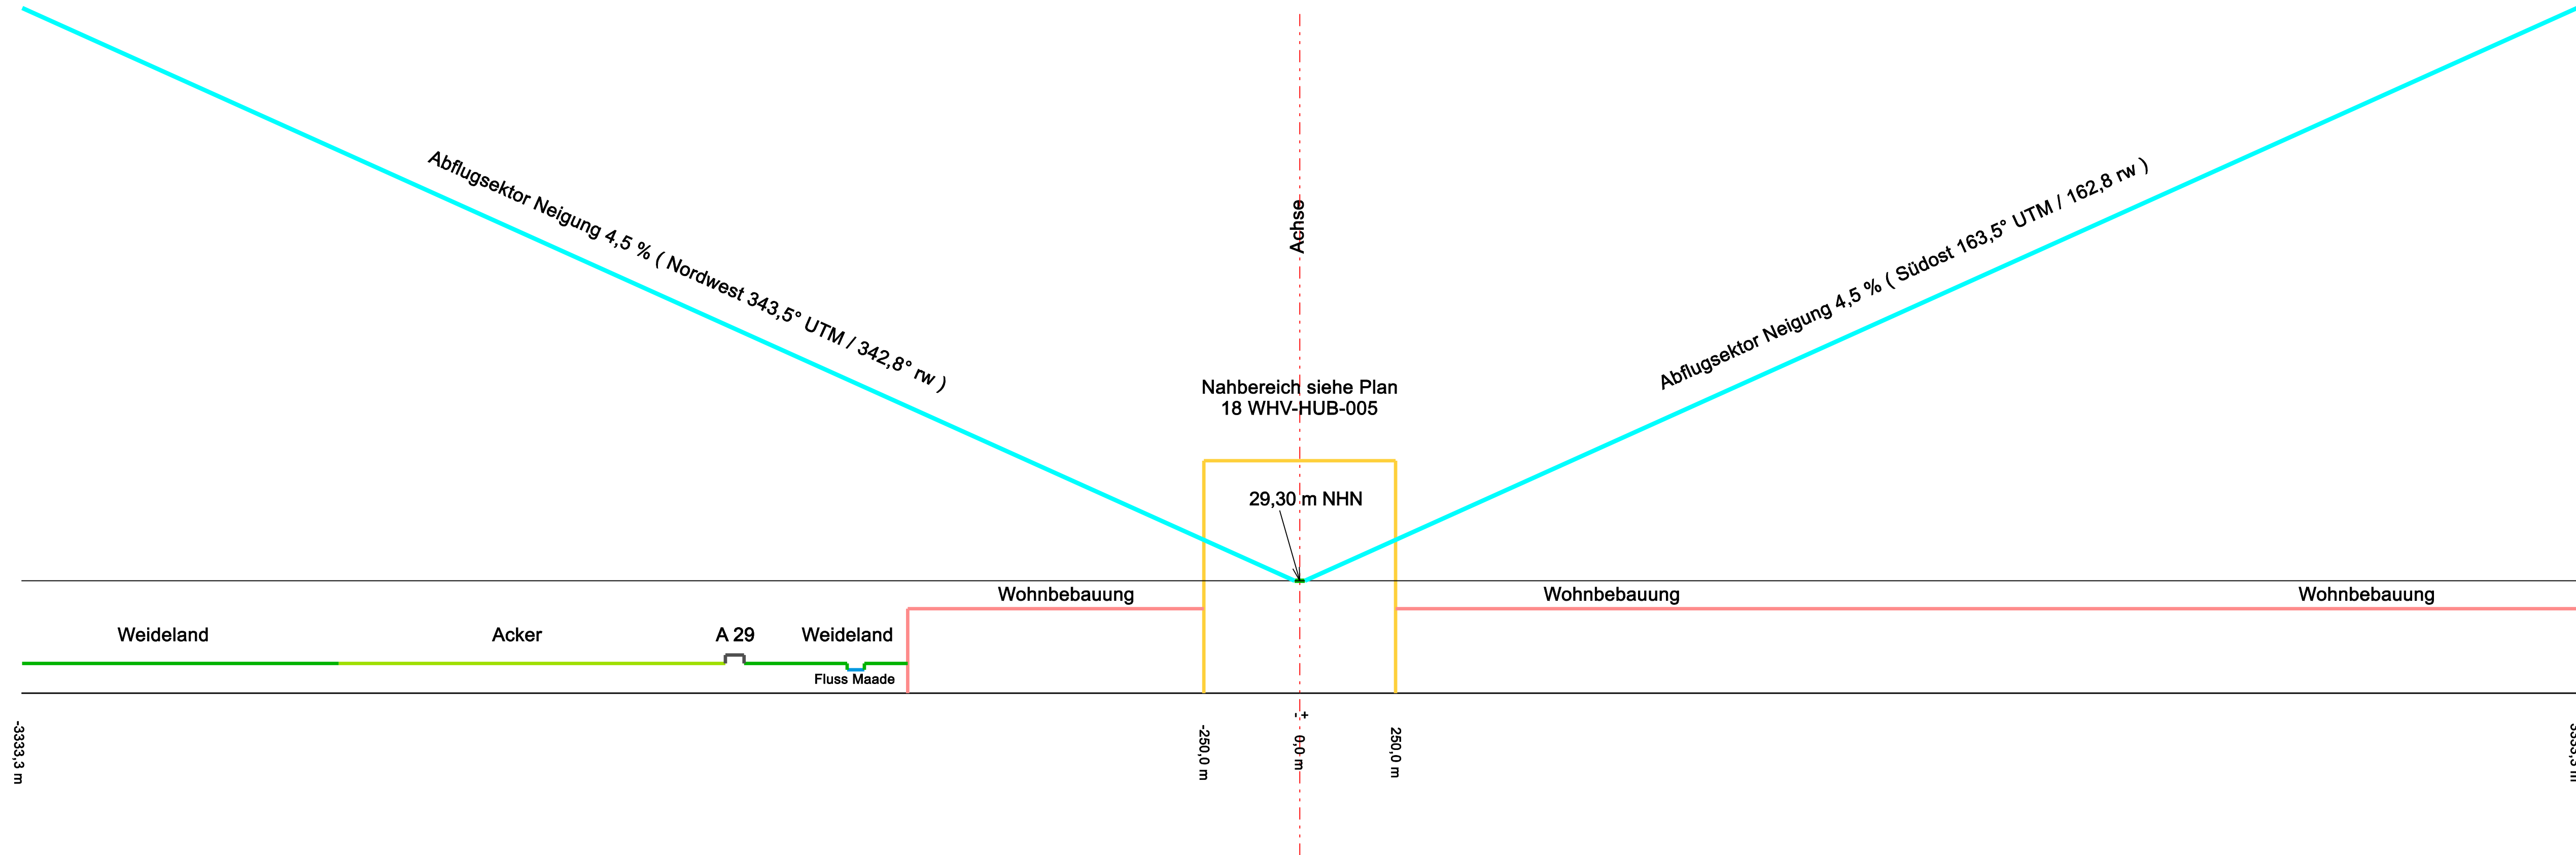 Abflugsektor Neigung 4,5 % ( Nordwest 343,5° UTM / 342,8° rw )
Achse
Abflugsektor Neigung 4,5 % ( Südost 163,5° UTM / 162,8 rw )
Nahbereich siehe Plan
18 WHV-HUB-005
29,30 m NHN
Wohnbebauung
Wohnbebauung
Wohnbebauung
Weideland
Acker
A 29
Weideland
Fluss Maade
- +
-3333,3 m
-250,0 m
0,0 m
250,0 m